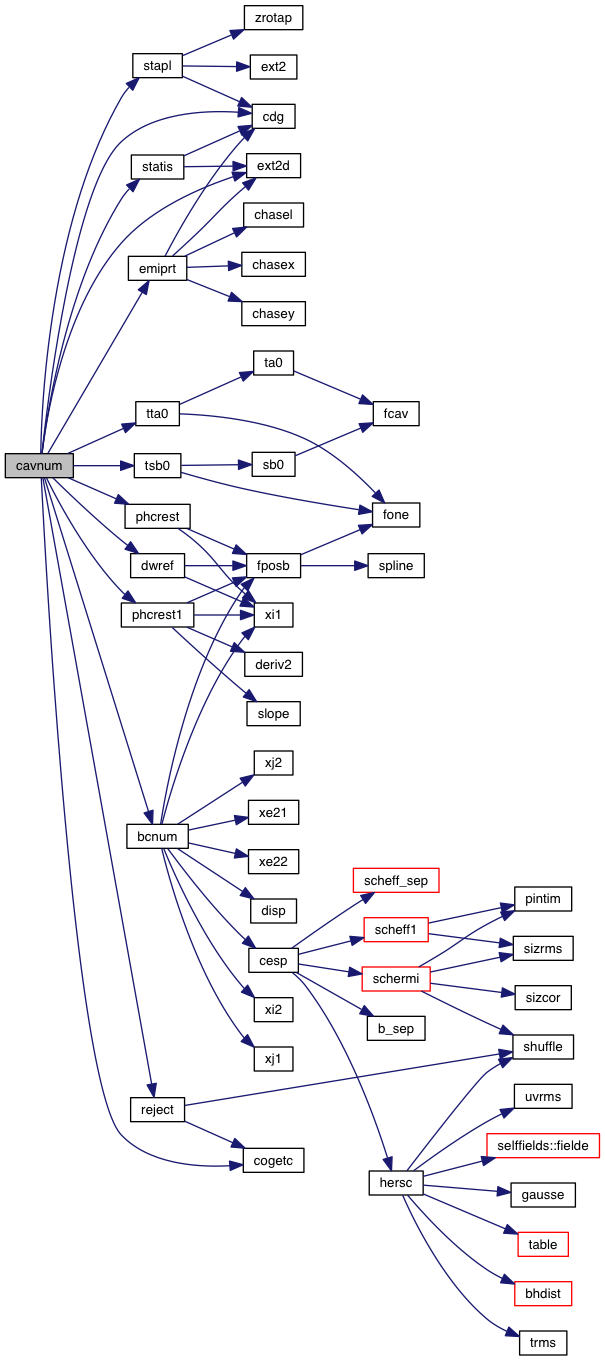 zrotap
stapl
ext2
cdg
statis
ext2d
chasel
emiprt
chasex
chasey
ta0
tta0
fcav
cavnum
tsb0
sb0
phcrest
fone
dwref
fposb
spline
phcrest1
xi1
deriv2
slope
xj2
xe21
bcnum
xe22
scheff_sep
pintim
disp
scheff1
sizrms
cesp
schermi
sizcor
xi2
b_sep
shuffle
xj1
uvrms
reject
selffields::fielde
cogetc
hersc
gausse
table
bhdist
trms